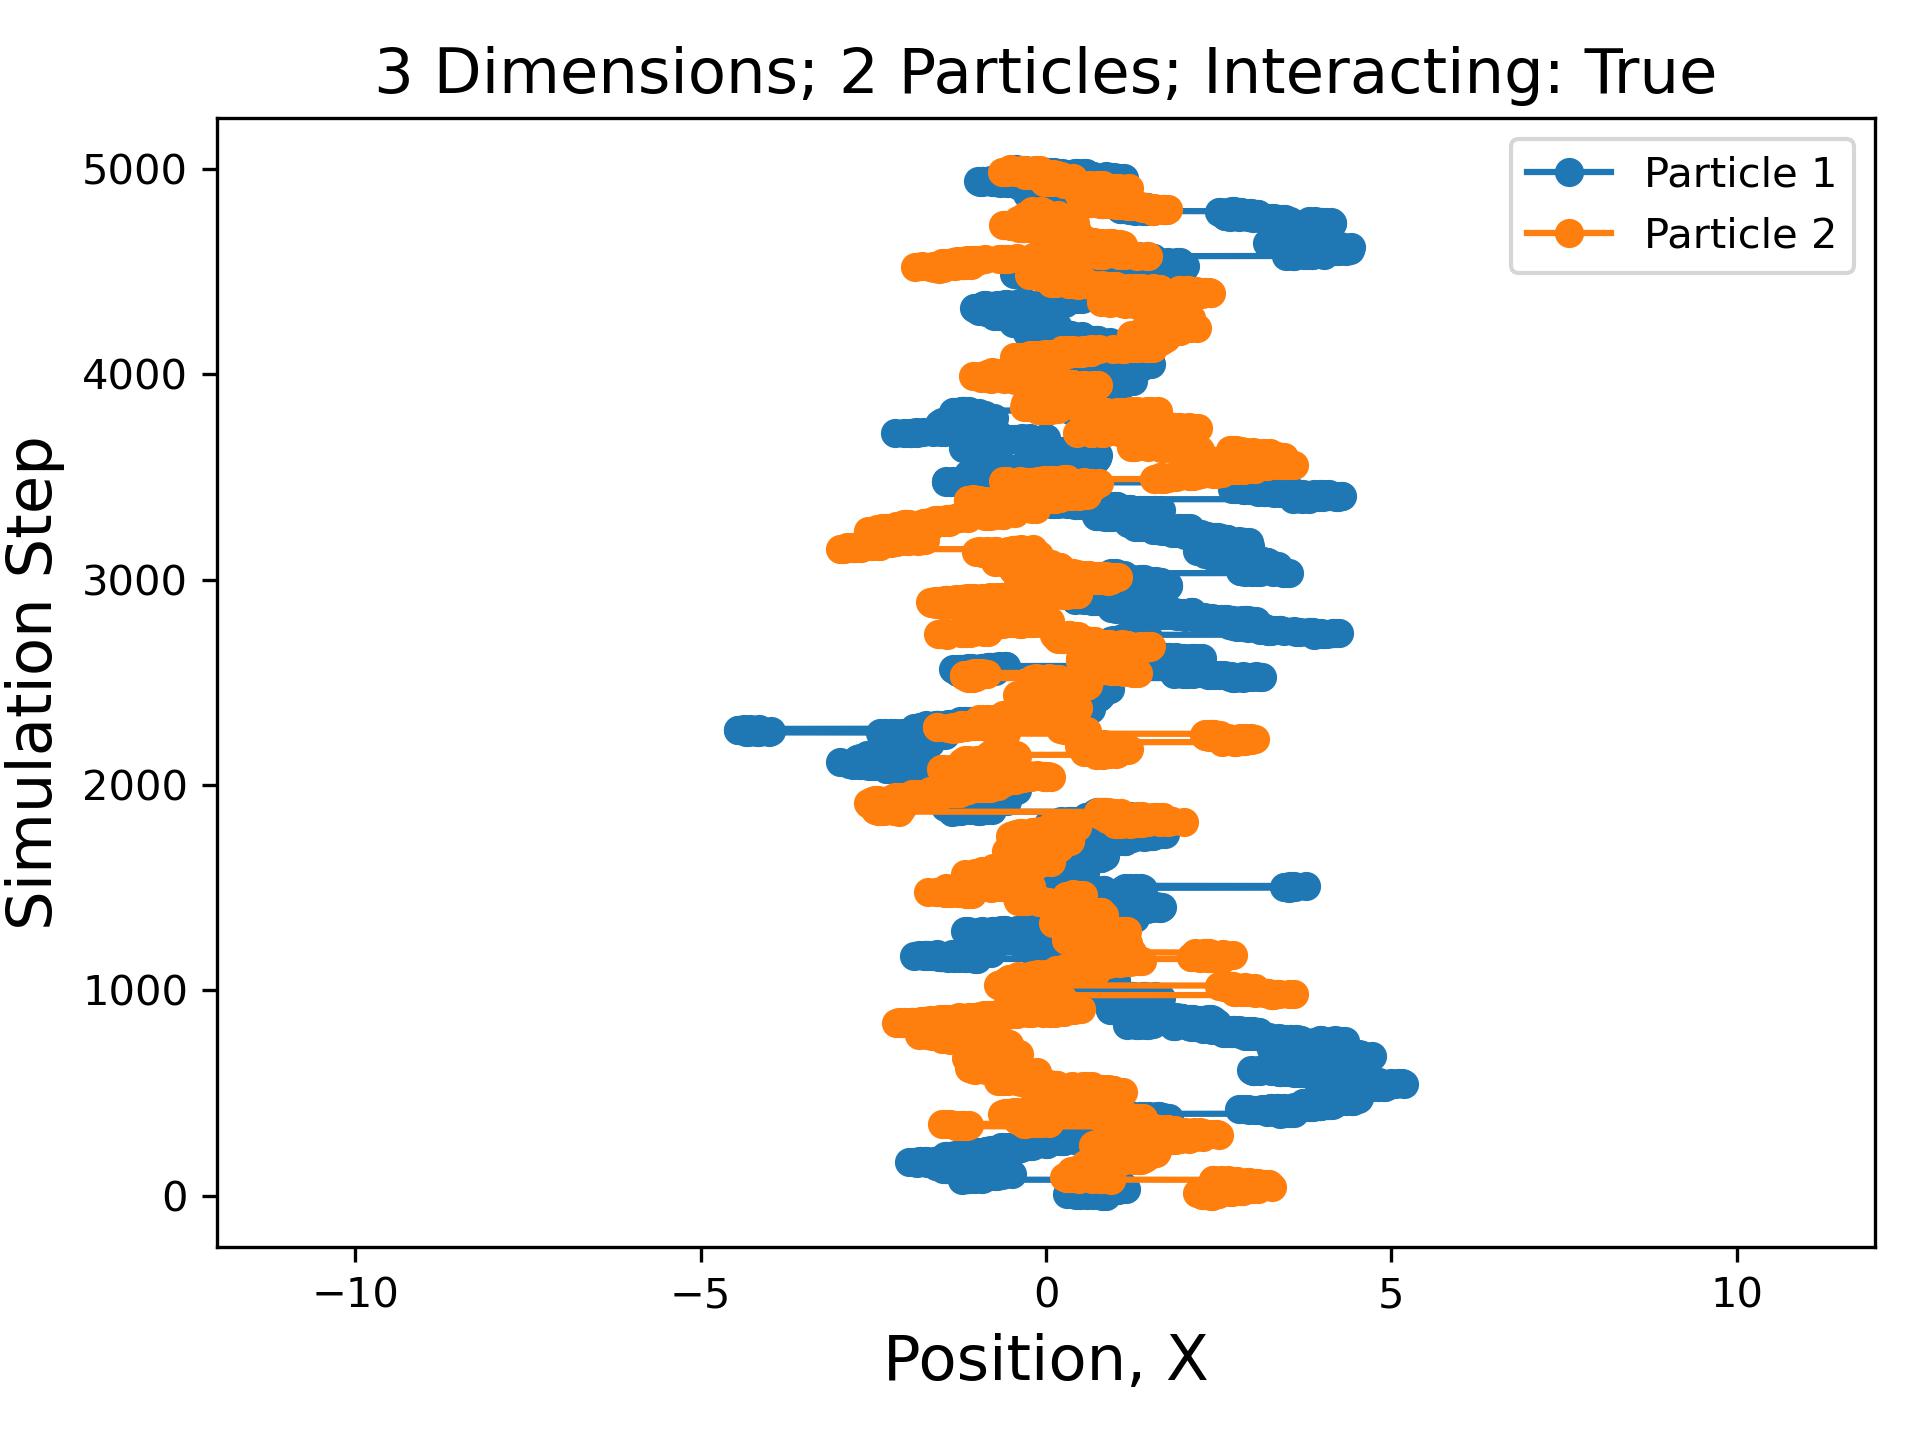 3 Dimensions; 2 Particles; Interacting: True
Particle 1
Particle 2
Simulation Step
5000
4000
3000
2000
1000
0
−10
−5
0
5
10
Position, X